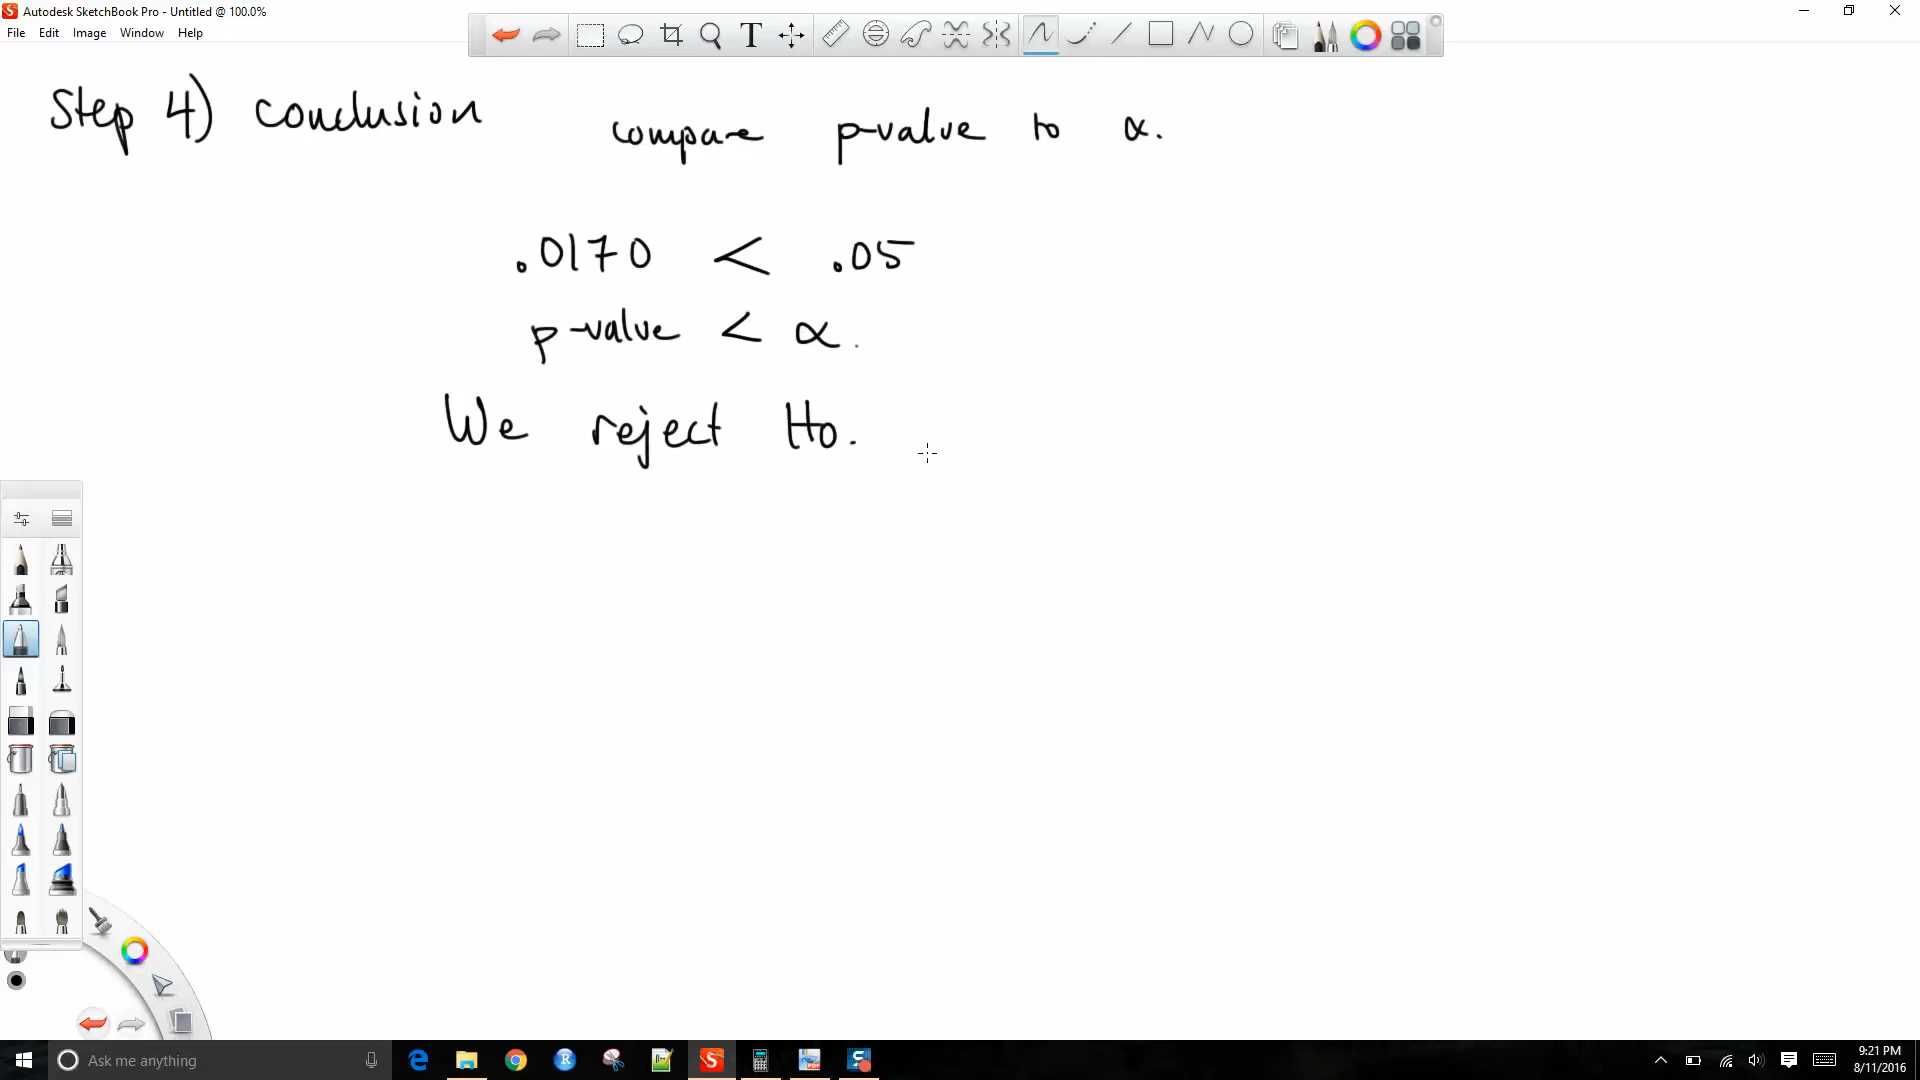 Autodesk SketchBook Pro - Untitled @ 100.0%
File Edit Image Window Help
T
Step 4) conclusion compare p-value to α.
.0170 < .05
p-value < α.
We reject Ho.
Ask me anything
9:21 PM
8/11/2016